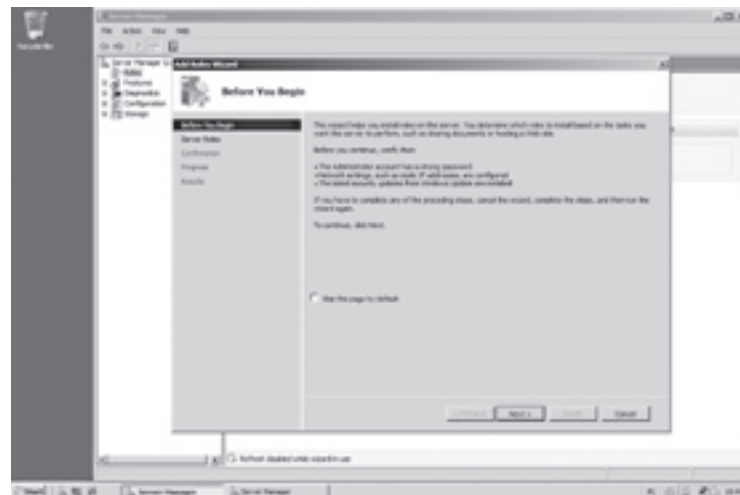 Server Manager
File Action View Help
Roles
Features
Diagnostics
Configuration
Storage
Add Roles Wizard
Before You Begin
Before You Begin
Server Roles
Confirmation
Progress
Results
This wizard helps you install roles on this server. You determine which roles to install based on the tasks you
want this server to perform, such as sharing documents or hosting a Web site.
Before you continue, verify that:
• The Administrator account has a strong password
• Network settings, such as static IP addresses, are configured
• The latest security updates from Windows Update are installed
If you have to complete any of the preceding steps, cancel the wizard, complete the steps, and then run the
wizard again.
To continue, click Next.
Skip this page by default
Next >
Cancel
Refresh disabled while wizard in use
Start
Server Manager
Server Manager